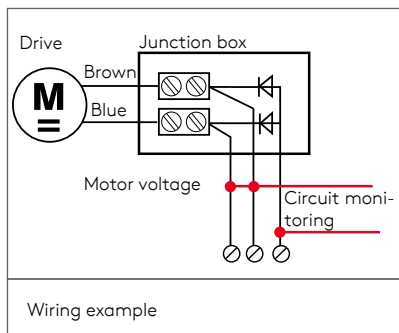 Drive
Junction box
Brown
M
Blue
Motor voltage
Circuit moni-
toring
Wiring example